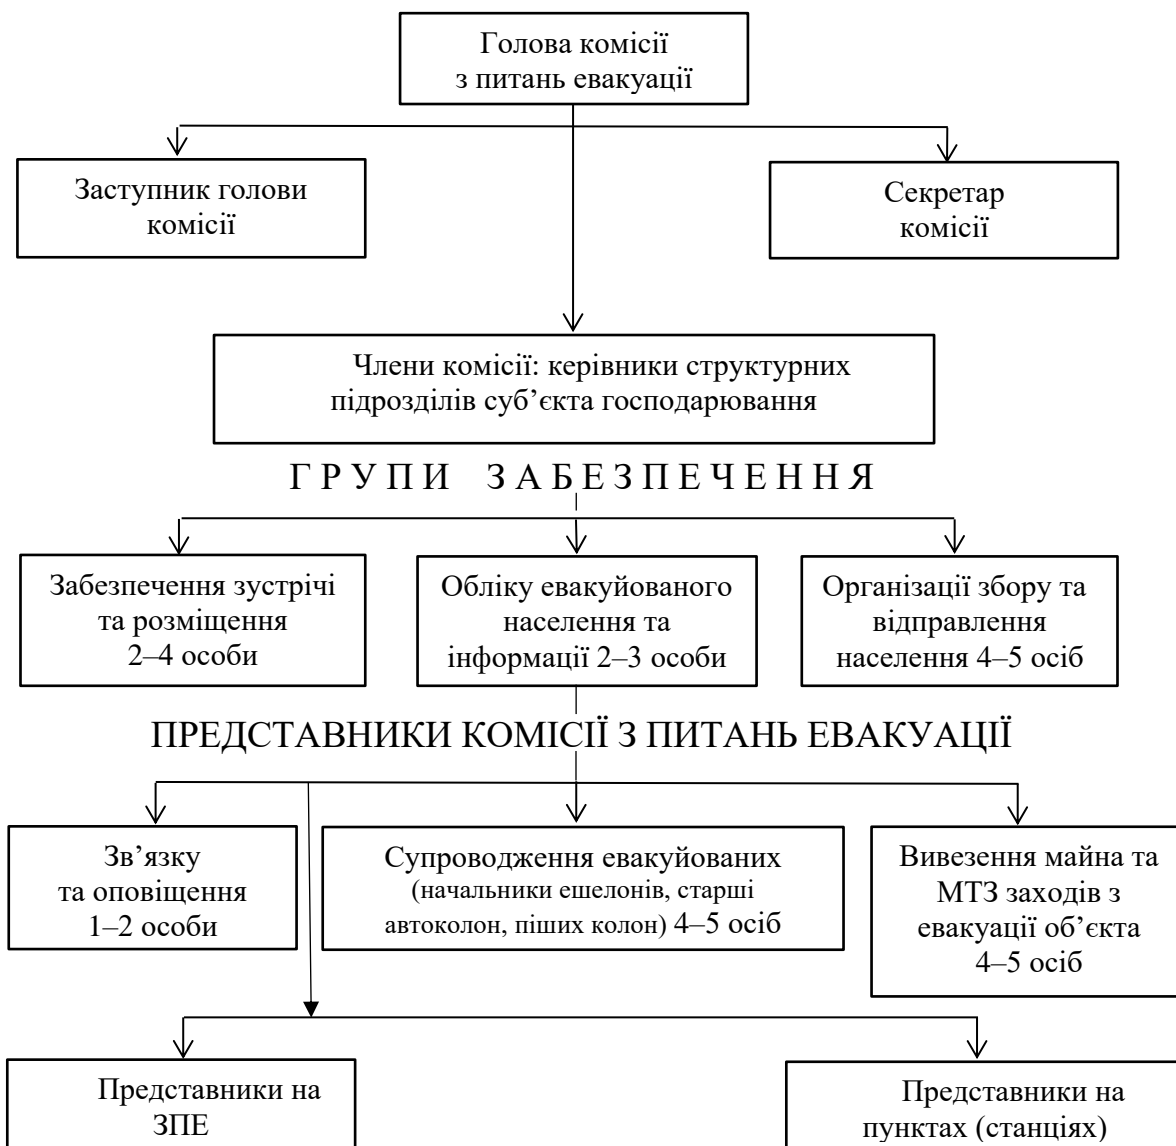 Голова комісії
з питань евакуації
Заступник голови
комісії
Секретар
комісії
Члени комісії: керівники структурних
підрозділів суб’єкта господарювання
Г Р У П И З А Б Е З П Е Ч Е Н Н Я
Забезпечення зустрічі
та розміщення
2–4 особи
Обліку евакуйованого
населення та
інформації 2–3 особи
Організації збору та
відправлення
населення 4–5 осіб
ПРЕДСТАВНИКИ КОМІСІЇ З ПИТАНЬ ЕВАКУАЦІЇ
Зв’язку
та оповіщення
1–2 особи
Супроводження евакуйованих
(начальники ешелонів, старші
автоколон, піших колон) 4–5 осіб
Вивезення майна та
МТЗ заходів з
евакуації об’єкта
4–5 осіб
Представники на
ЗПЕ
Представники на
пунктах (станціях)